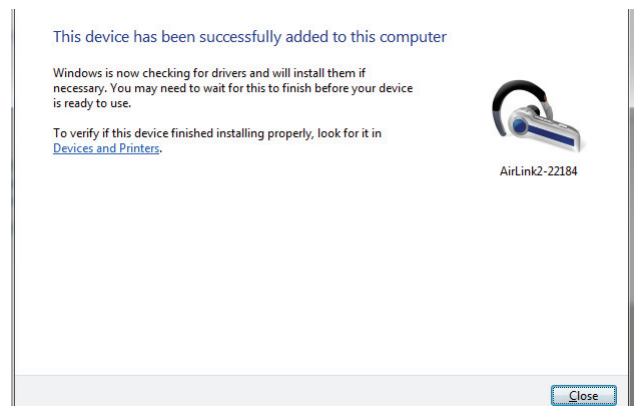 This device has been successfully added to this computer
Windows is now checking for drivers and will install them if
necessary. You may need to wait for this to finish before your device
is ready to use.
To verify if this device finished installing properly, look for it in
Devices and Printers.
AirLink2-22184
Close